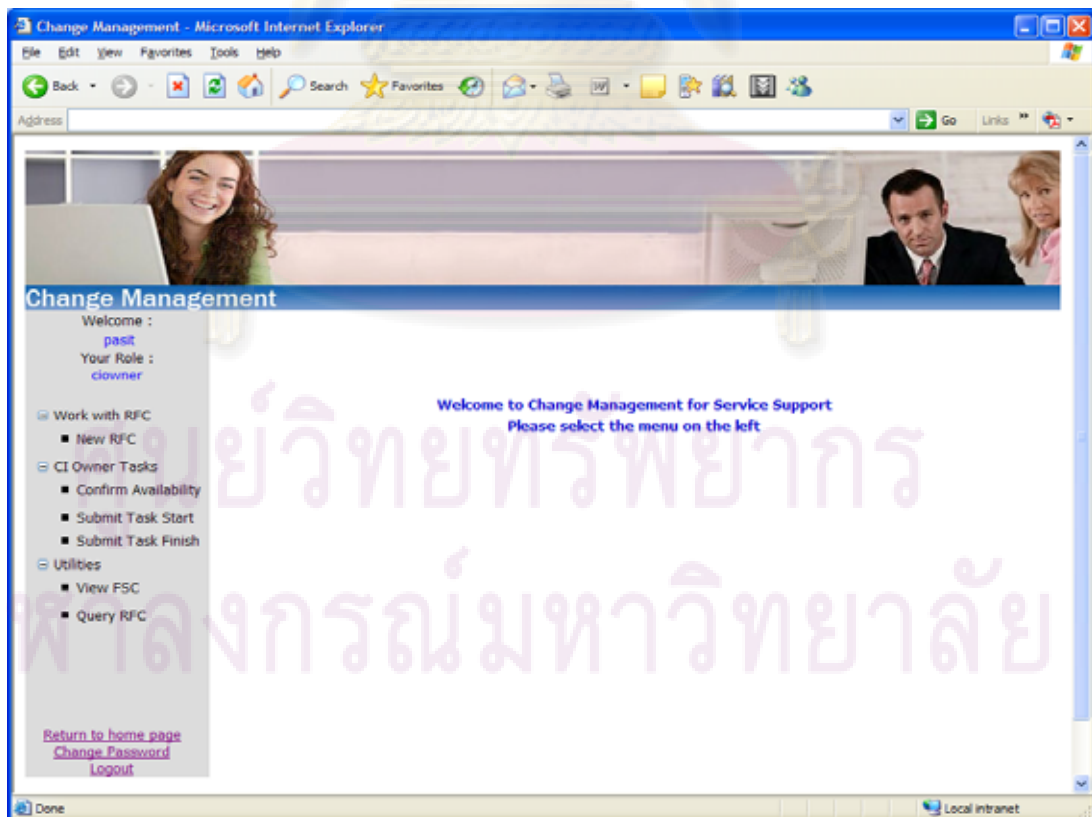 Change Management - Microsoft Internet Explorer
File Edit View Favorites Tools Help
Back Search Favorites
Address Go Links »
Change Management
Welcome :
pasit
Your Role :
ciowner
Work with RFC
New RFC
CI Owner Tasks
Confirm Availability
Submit Task Start
Submit Task Finish
Utilities
View FSC
Query RFC
Return to home page
Change Password
Logout
Welcome to Change Management for Service Support
Please select the menu on the left
ศูนย์วิทยทรัพยากร
จุฬาลงกรณ์มหาวิทยาลัย
Done Local intranet